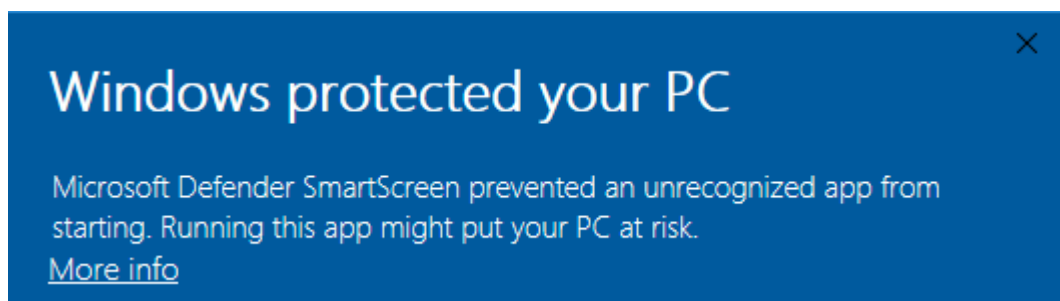 Windows protected your PC
Microsoft Defender SmartScreen prevented an unrecognized app from
starting. Running this app might put your PC at risk.
More info